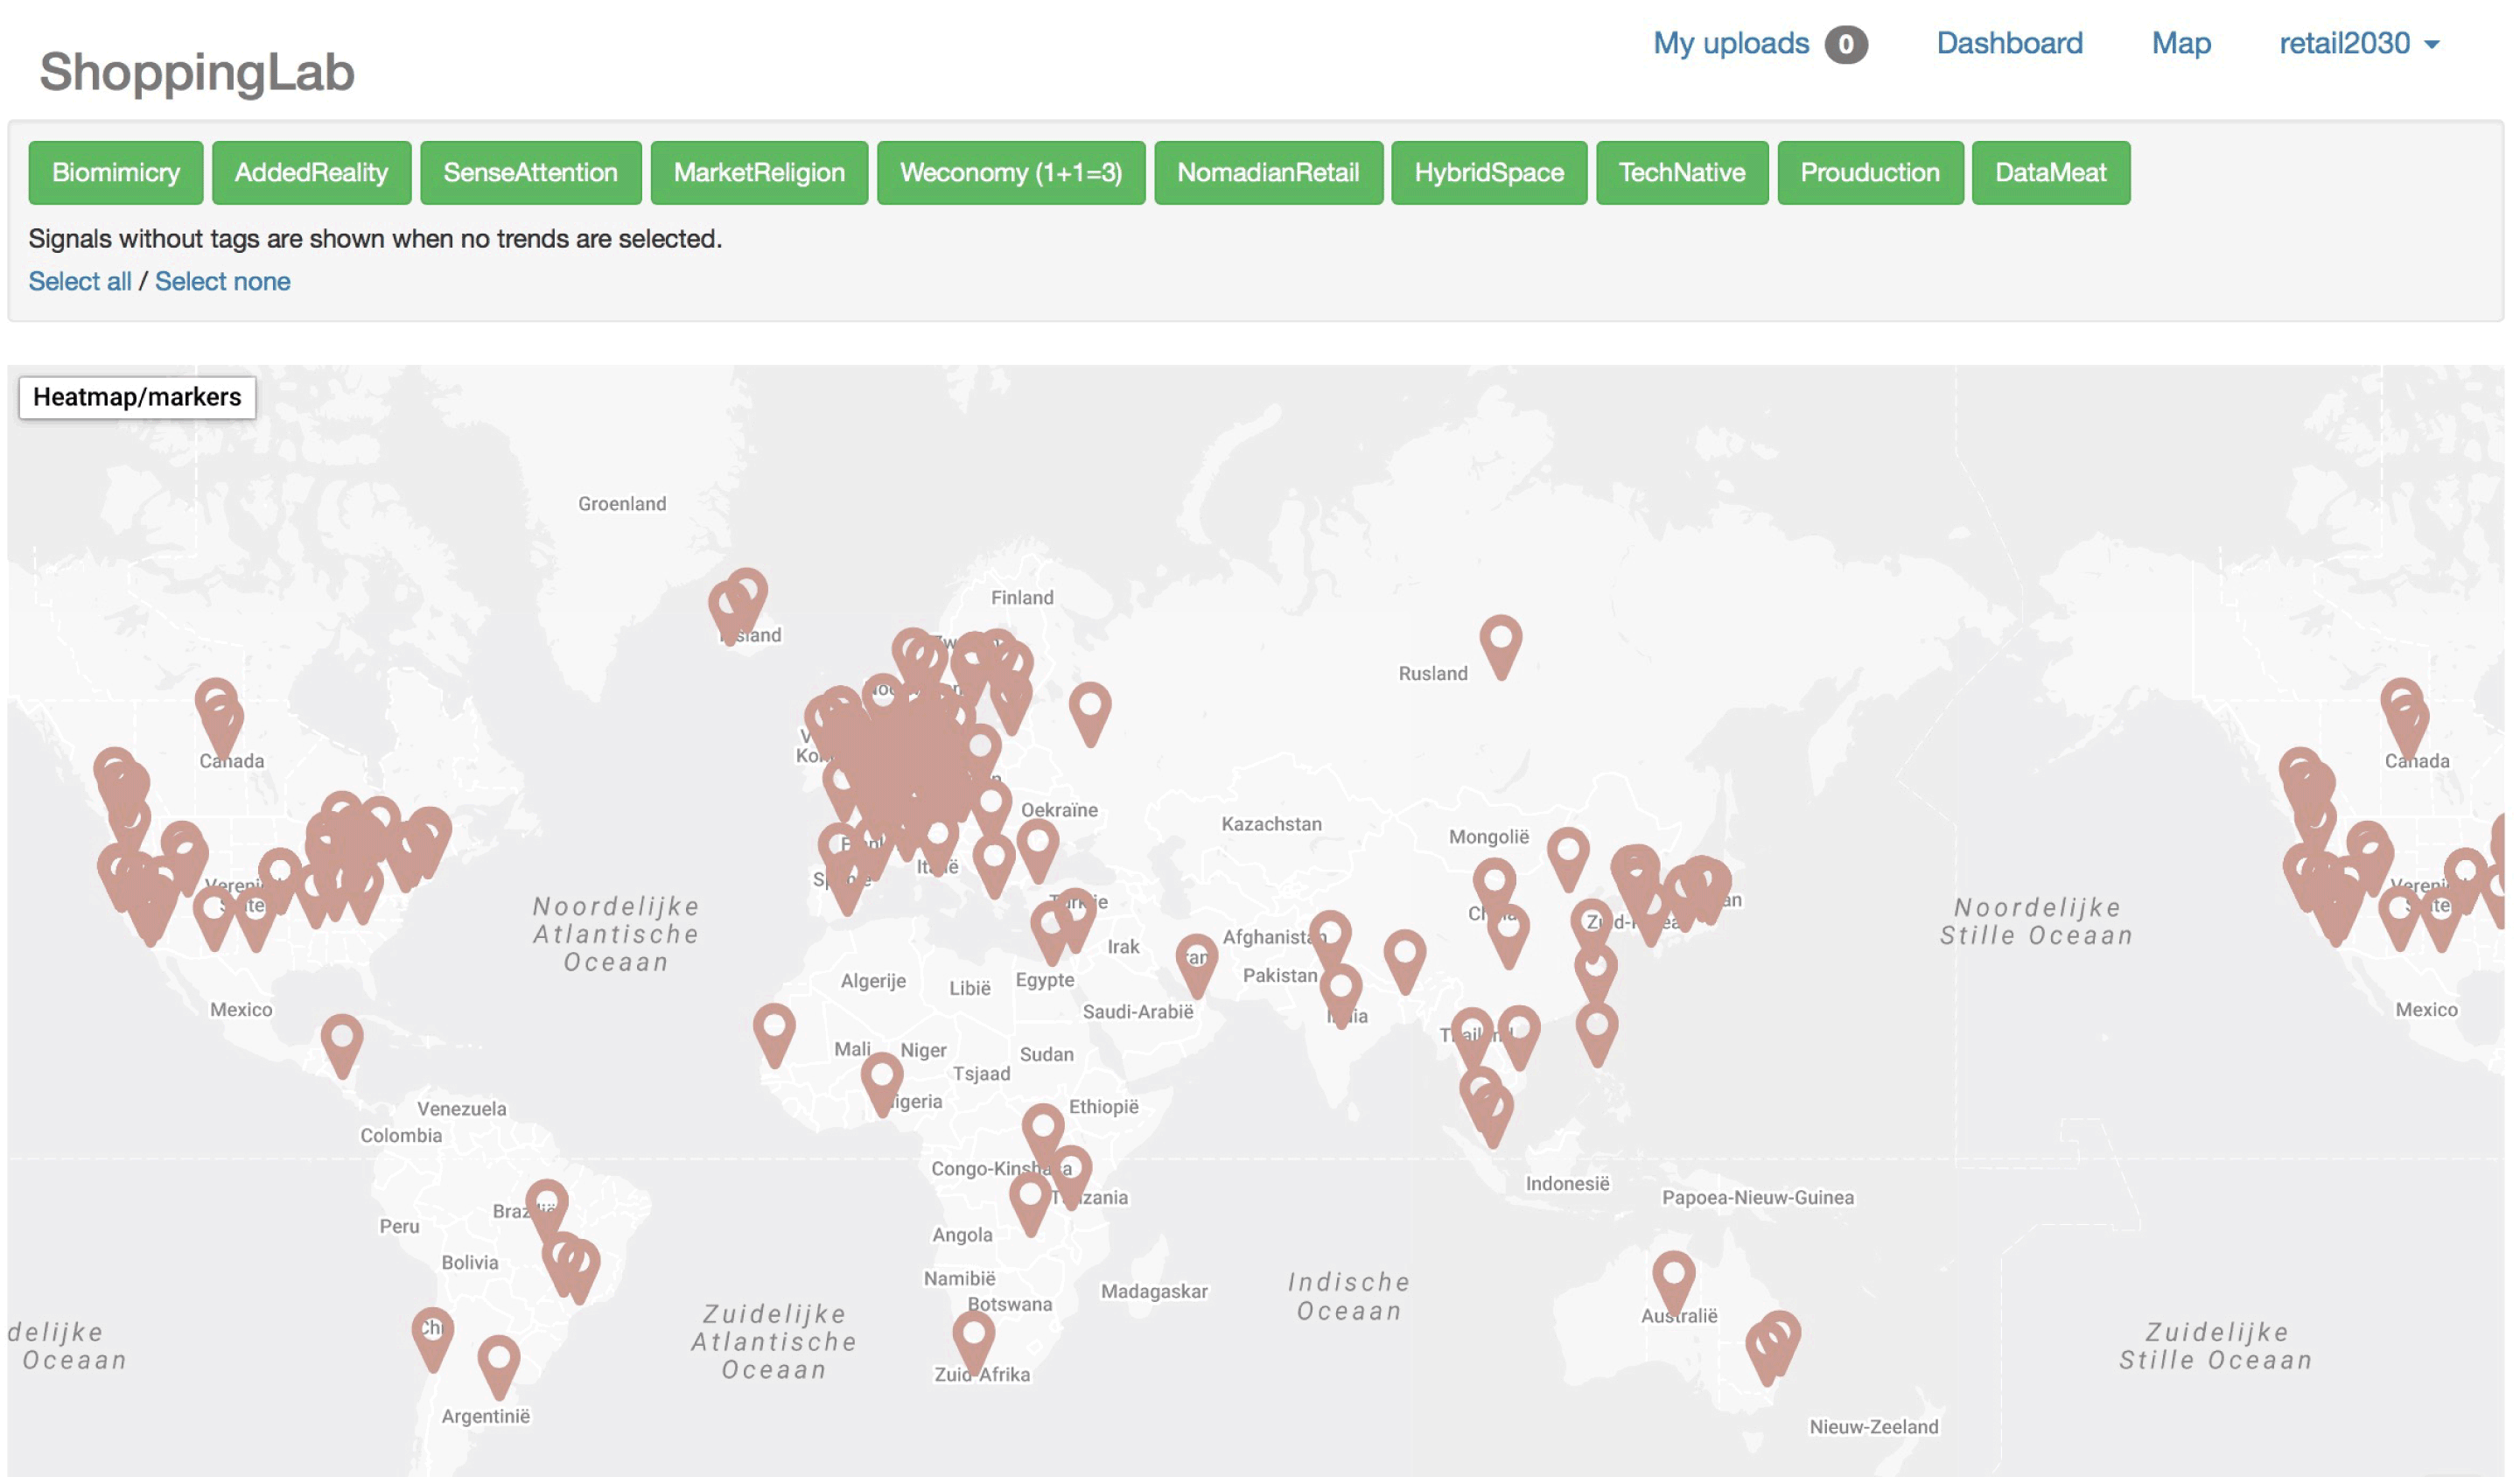 ShoppingLab
My uploads 0 Dashboard Map retail2030
Biomimicry AddedReality SenseAttention MarketReligion Weconomy (1+1=3) NomadianRetail HybridSpace TechNative Prouduction DataMeat
Signals without tags are shown when no trends are selected.
Select all / Select none
Heatmap/markers
Groenland
Finland
Rusland
Canada
Canada
Oekraïne
Kazachstan
Mongolië
Noordelijke
Atlantische
Oceaan
Noordelijke
Stille Oceaan
Irak
Afghanistan
Pakistan
Algerije
Libië
Egypte
Saudi-Arabië
Mexico
Mexico
Mali
Niger
Sudan
Tsjaad
Ethiopië
Venezuela
Colombia
Indonesië
Papoea-Nieuw-Guinea
Peru
Bolivia
Angola
Namibië
Botswana
Madagaskar
Indische
Oceaan
Zuidelijke
Atlantische
Oceaan
Australië
delijke
Oceaan
Zuidelijke
Stille Oceaan
Zuid-Afrika
Argentinië
Nieuw-Zeeland